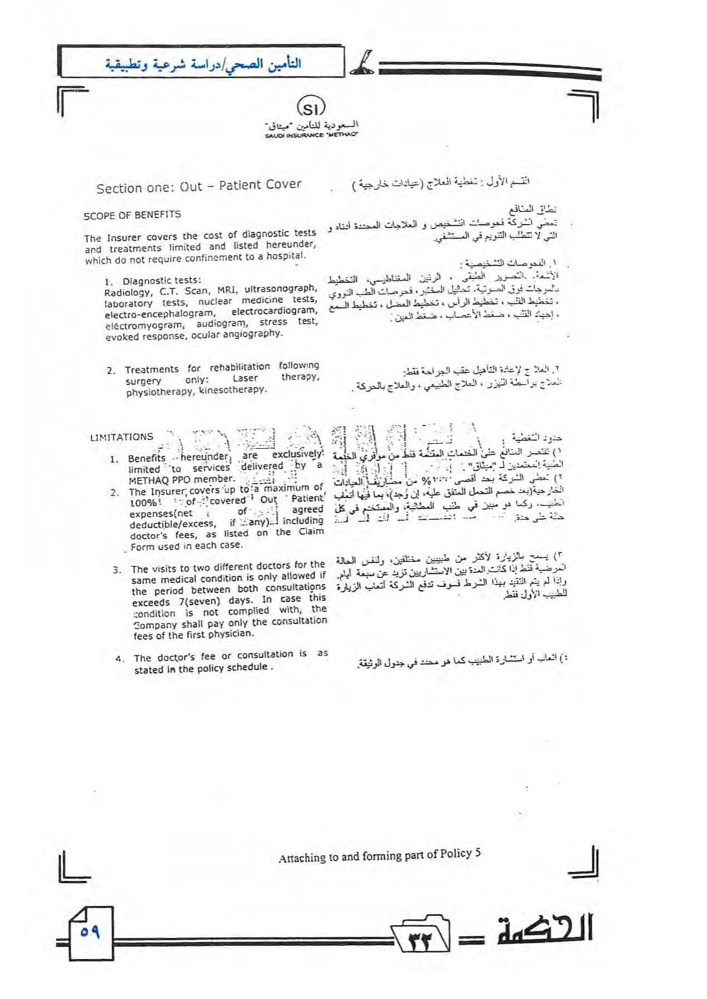 التأمين الصحي/دراسة شرعية وتطبيقية
SI
السعودية للتأمين "ميثاق"
SAUDI INSURANCE "METHAQ"
Section one: Out – Patient Cover
SCOPE OF BENEFITS
The Insurer covers the cost of diagnostic tests
and treatments limited and listed hereunder,
which do not require confinement to a hospital.
1. Diagnostic tests:
Radiology, C.T. Scan, MRI, ultrasonograph,
laboratory tests, nuclear medicine tests,
electro-encephalogram, electrocardiogram,
electromyogram, audiogram, stress test,
evoked response, ocular angiography.
2. Treatments for rehabilitation following
surgery only: Laser therapy,
physiotherapy, kinesotherapy.
LIMITATIONS
1. Benefits hereunder, are exclusively
limited to services delivered by a
METHAQ PPO member.
2. The Insurer covers up to a maximum of
100% of covered Out Patient
expenses(net of agreed
deductible/excess, if any) including
doctor's fees, as listed on the Claim
Form used in each case.
3. The visits to two different doctors for the
same medical condition is only allowed if
the period between both consultations
exceeds 7(seven) days. In case this
condition is not complied with, the
Company shall pay only the consultation
fees of the first physician.
4. The doctor's fee or consultation is as
stated in the policy schedule .
القسم الأول : تغطية العلاج (عيادات خارجية )
نطاق المنافع
تغطي الشركة فحوصات التشخيص و العلاجات المحددة أدناه و
التي لا تتطلب التنويم في المستشفي.
١. الفحوصات التشخيصية :
الأشعة، التصوير الطبقي ، الرنين المغناطيسي، التخطيط
بالموجات فوق الصوتية، تحاليل المختبر، فحوصات الطب النووي
، تخطيط القلب ، تخطيط الرأس ، تخطيط العضل ، تخطيط السمع
، إجهاد القلب ، ضغط الأعصاب ، ضغط العين .
٢. العلاج لإعادة التأهيل عقب الجراحة فقط:
العلاج بواسطة الليزر ، العلاج الطبيعي ، والعلاج بالحركة .
حدود التغطية :
١) تقتصر المنافع على الخدمات المقدمة فقط من موفري الخدمة
الطبية المعتمدين لـ "ميثاق".
٢) تغطي الشركة بحد أقصى ١٠٠% من مصاريف العيادات
الخارجية(بعد خصم التحمل المتفق عليه، إن وجد)، بما فيها أتعاب
الطبيب، وكما هو مبين في طلب المطالبة، والمستخدم في كل
حالة على حدة.
٣) يسمح بالزيارة لأكثر من طبيبين مختلفين، ولنفس الحالة
المرضية فقط إذا كانت المدة بين الاستشاريين تزيد عن سبعة أيام.
وإذا لم يتم التقيد بهذا الشرط فسوف تدفع الشركة أتعاب الزيارة
للطبيب الأول فقط.
٤) أتعاب أو استشارة الطبيب كما هو محدد في جدول الوثيقة.
Attaching to and forming part of Policy 5
٥٩
٣٢
الحكمة